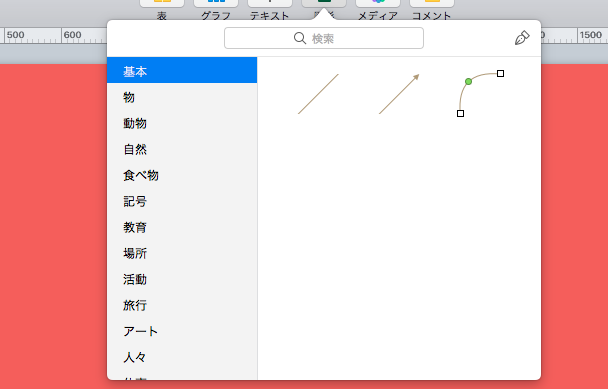 表 グラフ テキスト 図形 メディア コメント
500 600 1500
検索
基本
物
動物
自然
食べ物
記号
教育
場所
活動
旅行
アート
人々